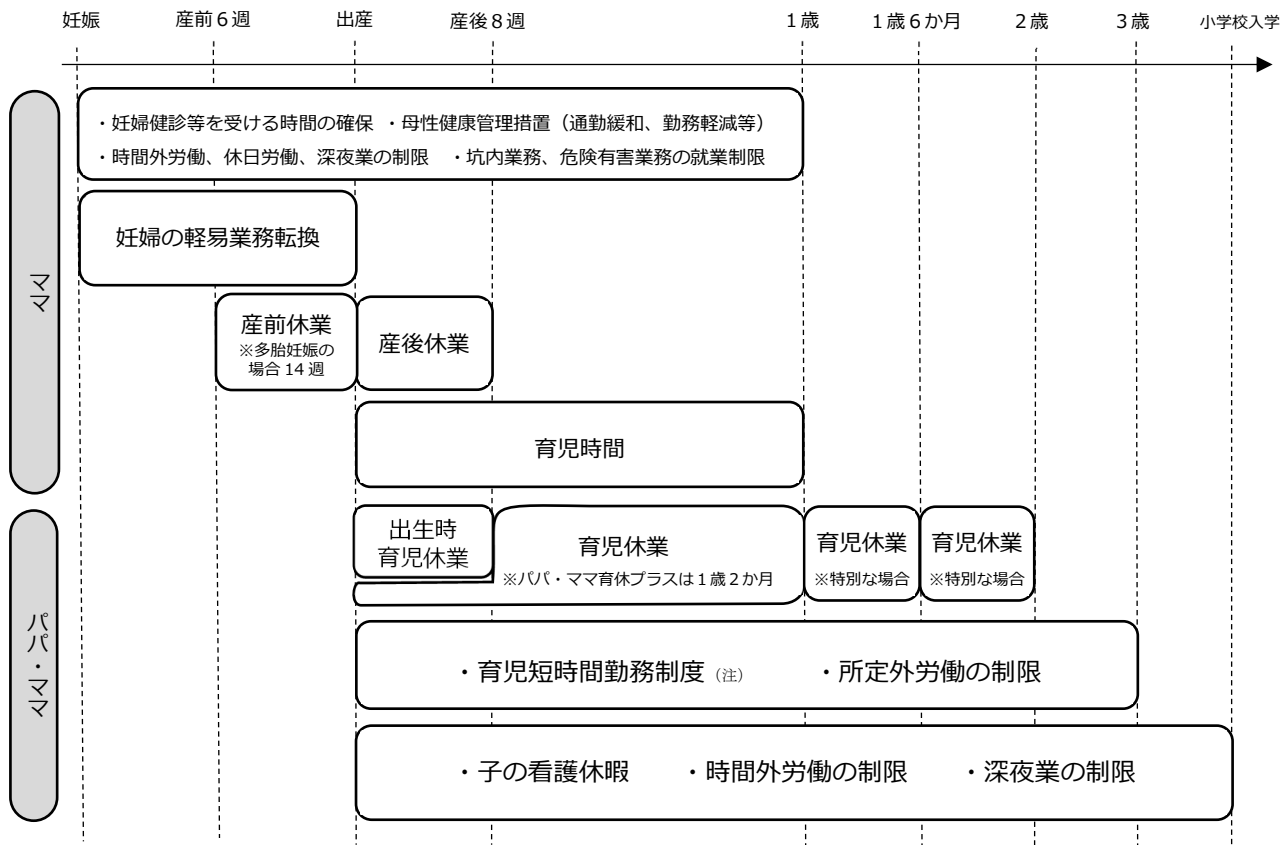 妊娠 産前６週 出産 産後８週 １歳 １歳６か月 ２歳 ３歳 小学校入学
ママ
・妊婦健診等を受ける時間の確保 ・母性健康管理措置（通勤緩和、勤務軽減等）
・時間外労働、休日労働、深夜業の制限 ・坑内業務、危険有害業務の就業制限
妊婦の軽易業務転換
産前休業
※多胎妊娠の
場合 14 週
産後休業
育児時間
パパ・ママ
出生時
育児休業
育児休業
※パパ・ママ育休プラスは１歳２か月
育児休業
※特別な場合
育児休業
※特別な場合
・育児短時間勤務制度（注） ・所定外労働の制限
・子の看護休暇 ・時間外労働の制限 ・深夜業の制限